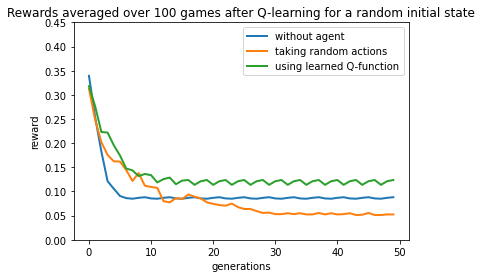 Rewards averaged over 100 games after Q-learning for a random initial state
without agent
taking random actions
using learned Q-function
reward
0.45
0.40
0.35
0.30
0.25
0.20
0.15
0.10
0.05
0.00
0 10 20 30 40 50
generations